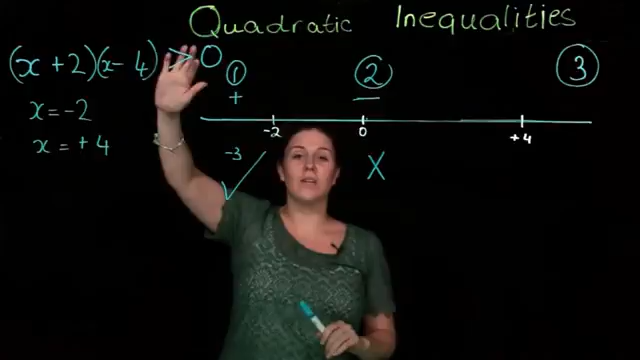 Quadratic Inequalities
(x + 2)(x - 4) > 0
x = -2
x = +4
1 2 3
+ —
-2 0 +4
-3
✓ X